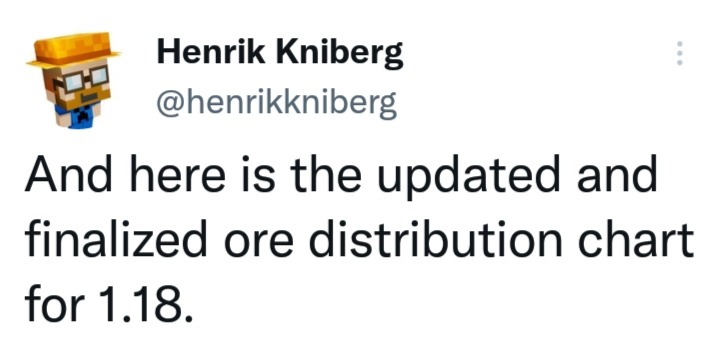 Henrik Kniberg
@henrikkniberg
And here is the updated and
finalized ore distribution chart
for 1.18.